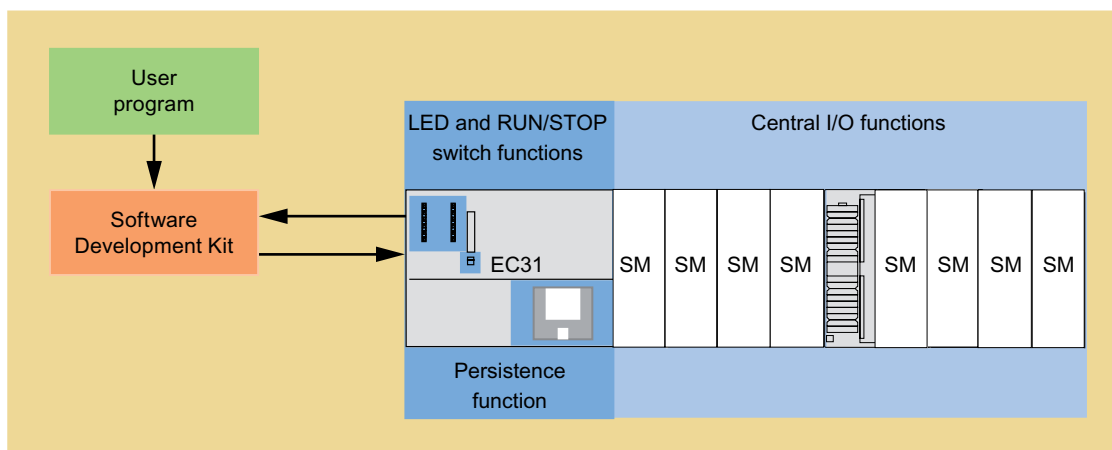 User
program
Software
Development Kit
LED and RUN/STOP
switch functions
Central I/O functions
EC31
SM
SM
SM
SM
SM
SM
SM
SM
Persistence
function